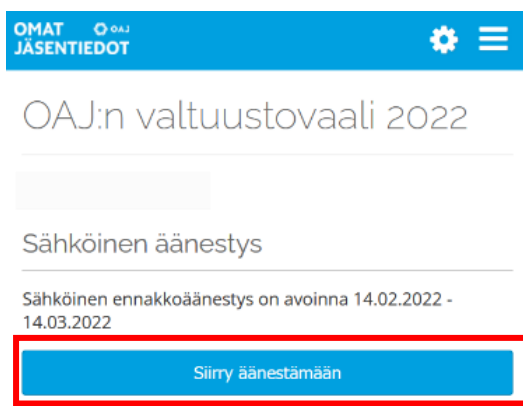 OMAT OAJ
JÄSENTIEDOT
OAJ:n valtuustovaali 2022
Sähköinen äänestys
Sähköinen ennakkoäänestys on avoinna 14.02.2022 -
14.03.2022
Siirry äänestämään